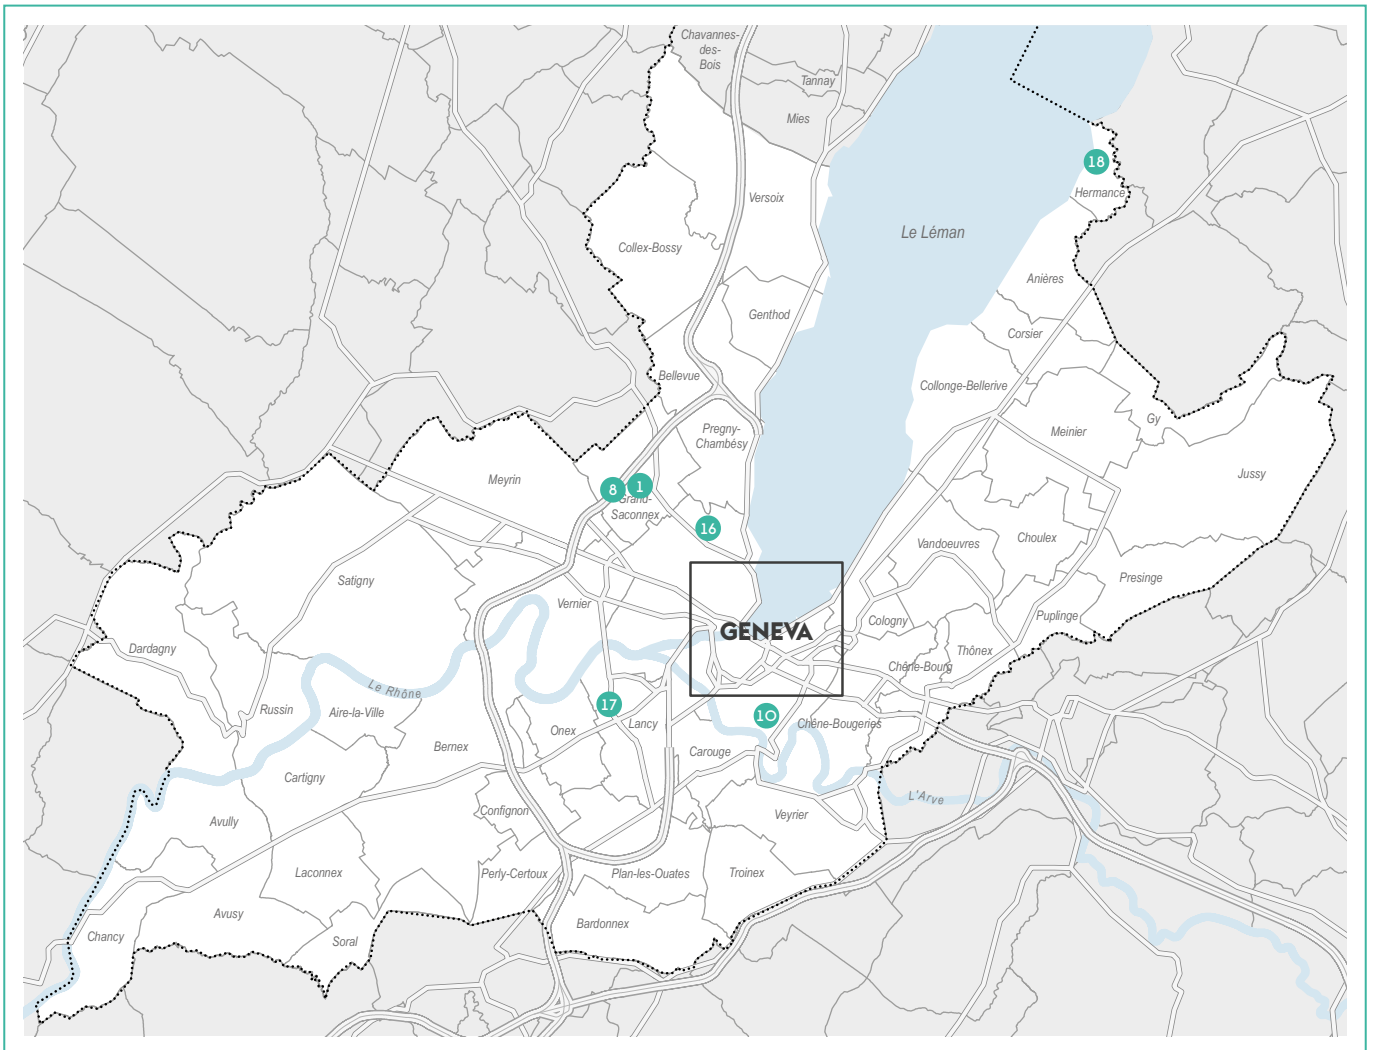 Chavannes-
des-
Bois
Tannay
Mies
18
Hermance
Versoix
Le Léman
Collex-Bossy
Anières
Genthod
Corsier
Bellevue
Collonge-Bellerive
Gy
Pregny-
Chambésy
Meinier
Jussy
Meyrin
8
1
Grand-
Saconnex
16
Vandoeuvres
Choulex
Satigny
Presinge
Vernier
Puplinge
Cologny
GENEVA
Dardagny
Thônex
Chêne-Bourg
Le Rhône
Russin
Aire-la-Ville
17
10
Onex
Lancy
Chêne-Bougeries
Bernex
Carouge
Cartigny
L'Arve
Confignon
Veyrier
Avully
Laconnex
Perly-Certoux
Plan-les-Ouates
Troinex
Avusy
Bardonnex
Chancy
Soral